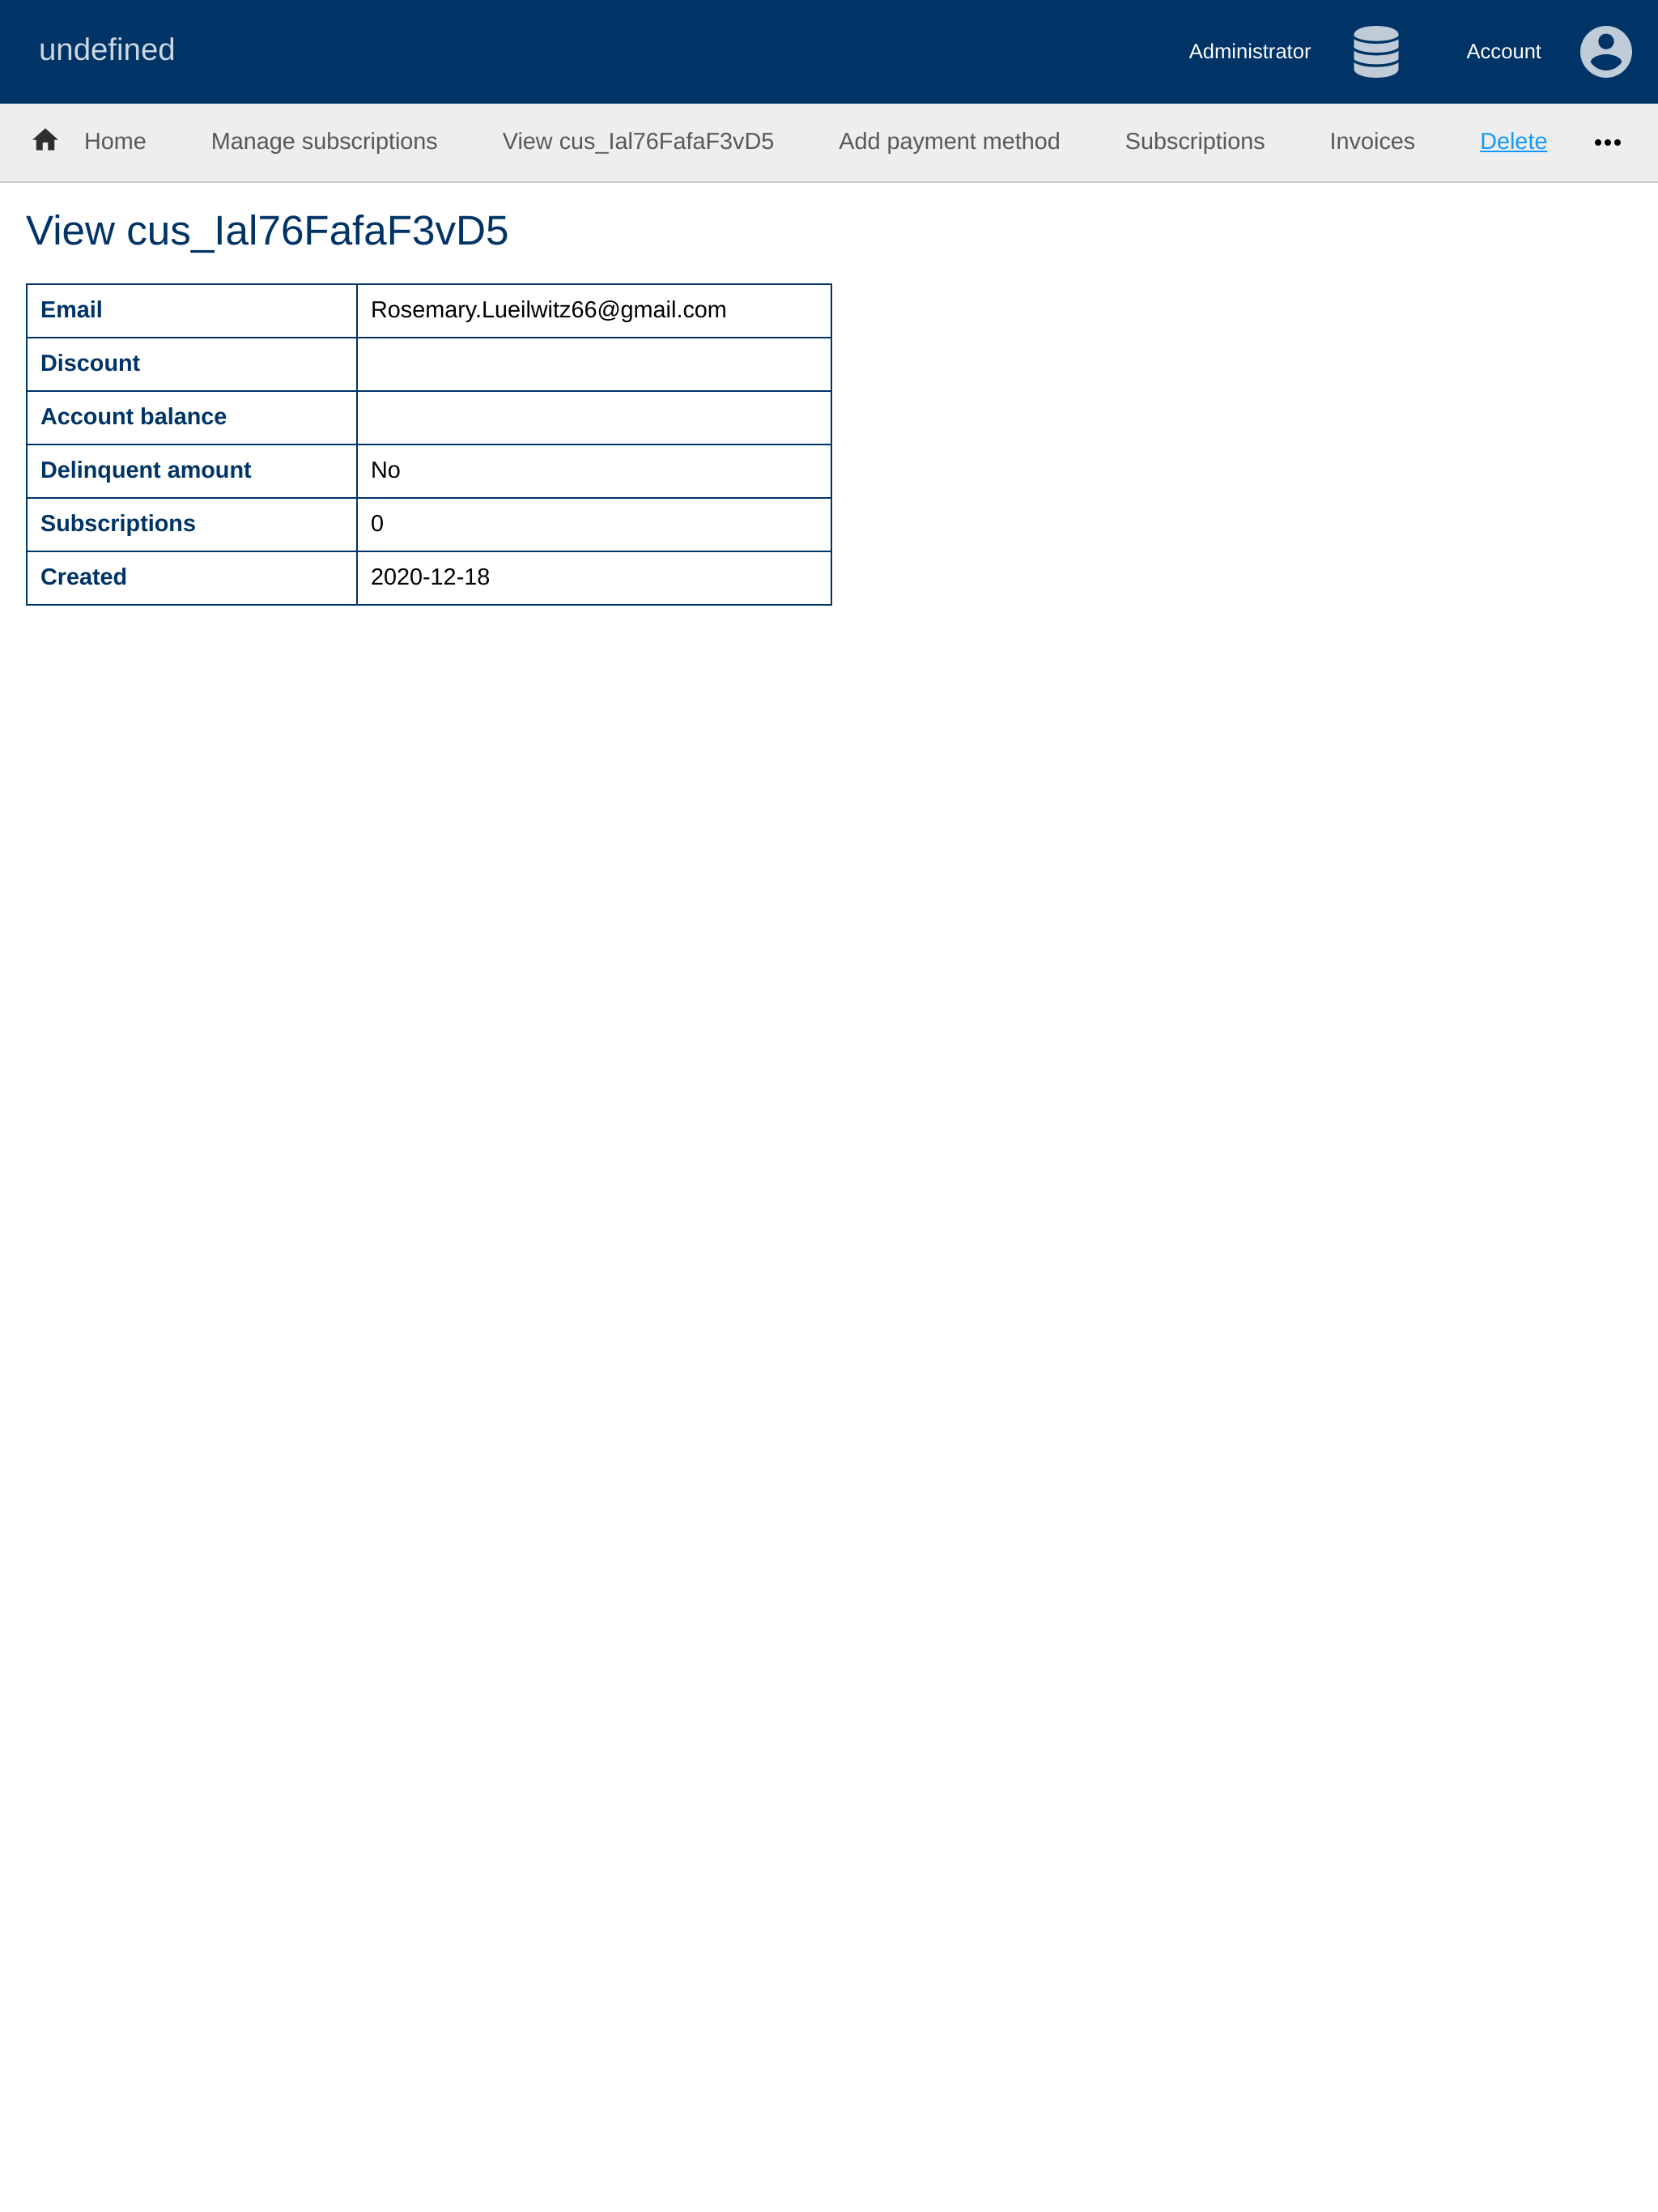 undefined
Administrator
Account
Home Manage subscriptions View cus_Ial76FafaF3vD5 Add payment method Subscriptions Invoices Delete
View cus_Ial76FafaF3vD5
Email Rosemary.Lueilwitz66@gmail.com
Discount
Account balance
Delinquent amount No
Subscriptions 0
Created 2020-12-18